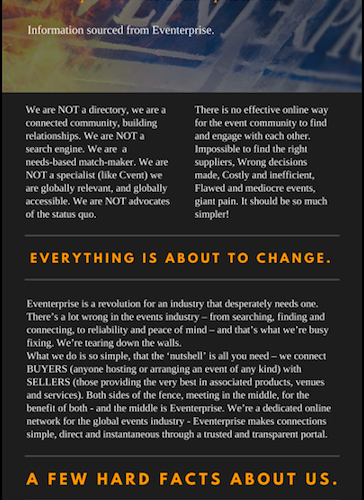 Information sourced from Eventerprise.
We are NOT a directory, we are a
connected community, building
relationships. We are NOT a
search engine. We are a
needs-based match-maker. We are
NOT a specialist (like Cvent) we
are globally relevant, and globally
accessible. We are NOT advocates
of the status quo.
There is no effective online way
for the event community to find
and engage with each other.
Impossible to find the right
suppliers, Wrong decisions
made, Costly and inefficient,
Flawed and mediocre events,
giant pain. It should be so much
simpler!
EVERYTHING IS ABOUT TO CHANGE.
Eventerprise is a revolution for an industry that desperately needs one.
There's a lot wrong in the events industry – from searching, finding and
connecting, to reliability and peace of mind – and that's what we're busy
fixing. We're tearing down the walls.
What we do is so simple, that the 'nutshell' is all you need – we connect
BUYERS (anyone hosting or arranging an event of any kind) with
SELLERS (those providing the very best in associated products, venues
and services). Both sides of the fence, meeting in the middle, for the
benefit of both - and the middle is Eventerprise. We're a dedicated online
network for the global events industry - Eventerprise makes connections
simple, direct and instantaneous through a trusted and transparent portal.
A FEW HARD FACTS ABOUT US.